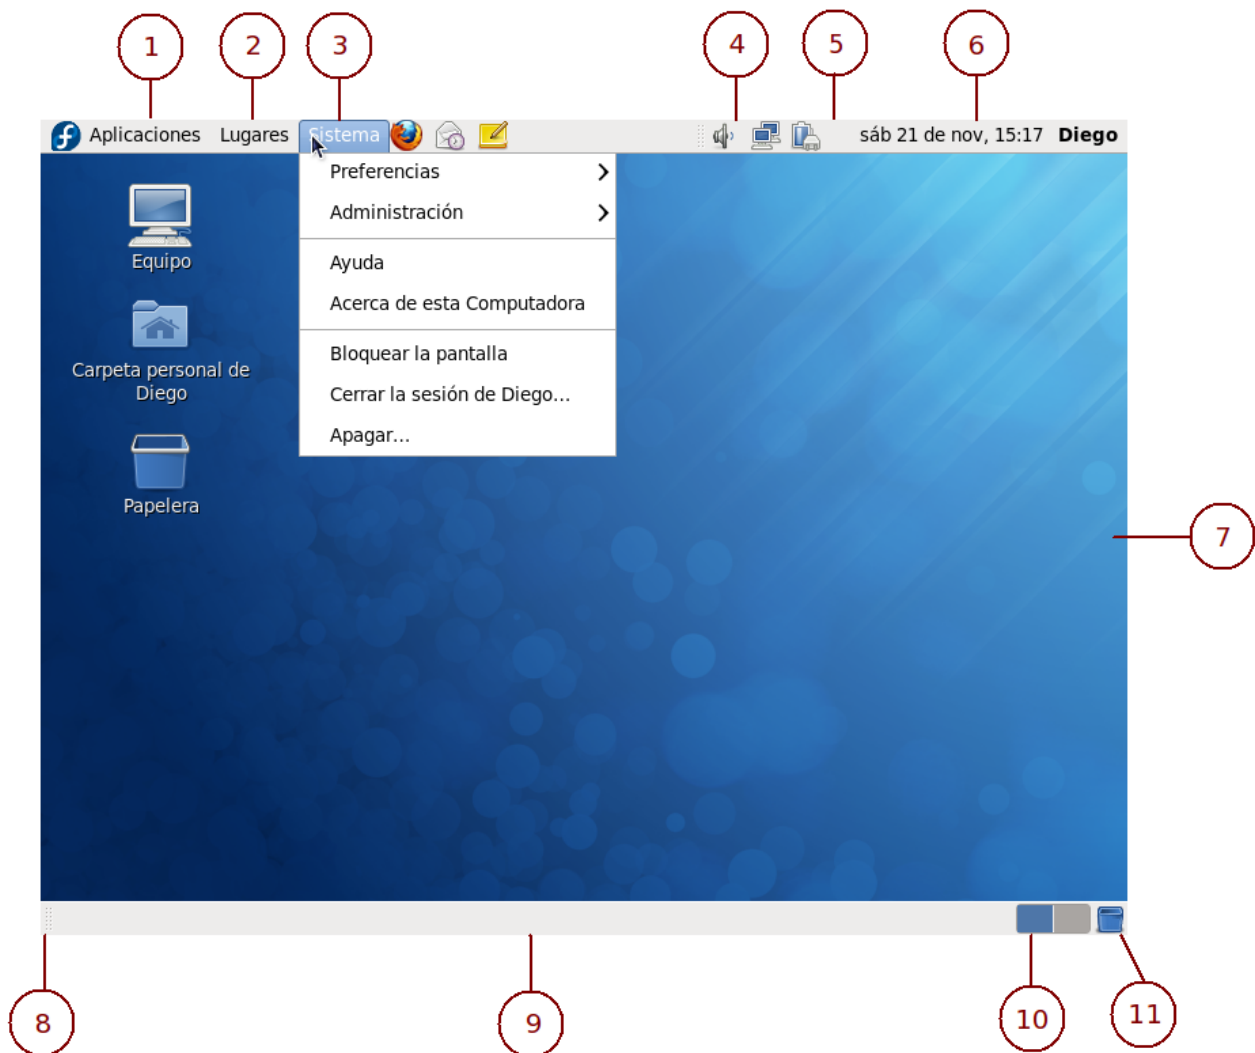 1 2 3 4 5 6
Aplicaciones Lugares Sistema sáb 21 de nov, 15:17 Diego
Preferencias
Administración
Ayuda
Acerca de esta Computadora
Bloquear la pantalla
Cerrar la sesión de Diego...
Apagar...
Equipo
Carpeta personal de
Diego
Papelera
7
8 9 10 11